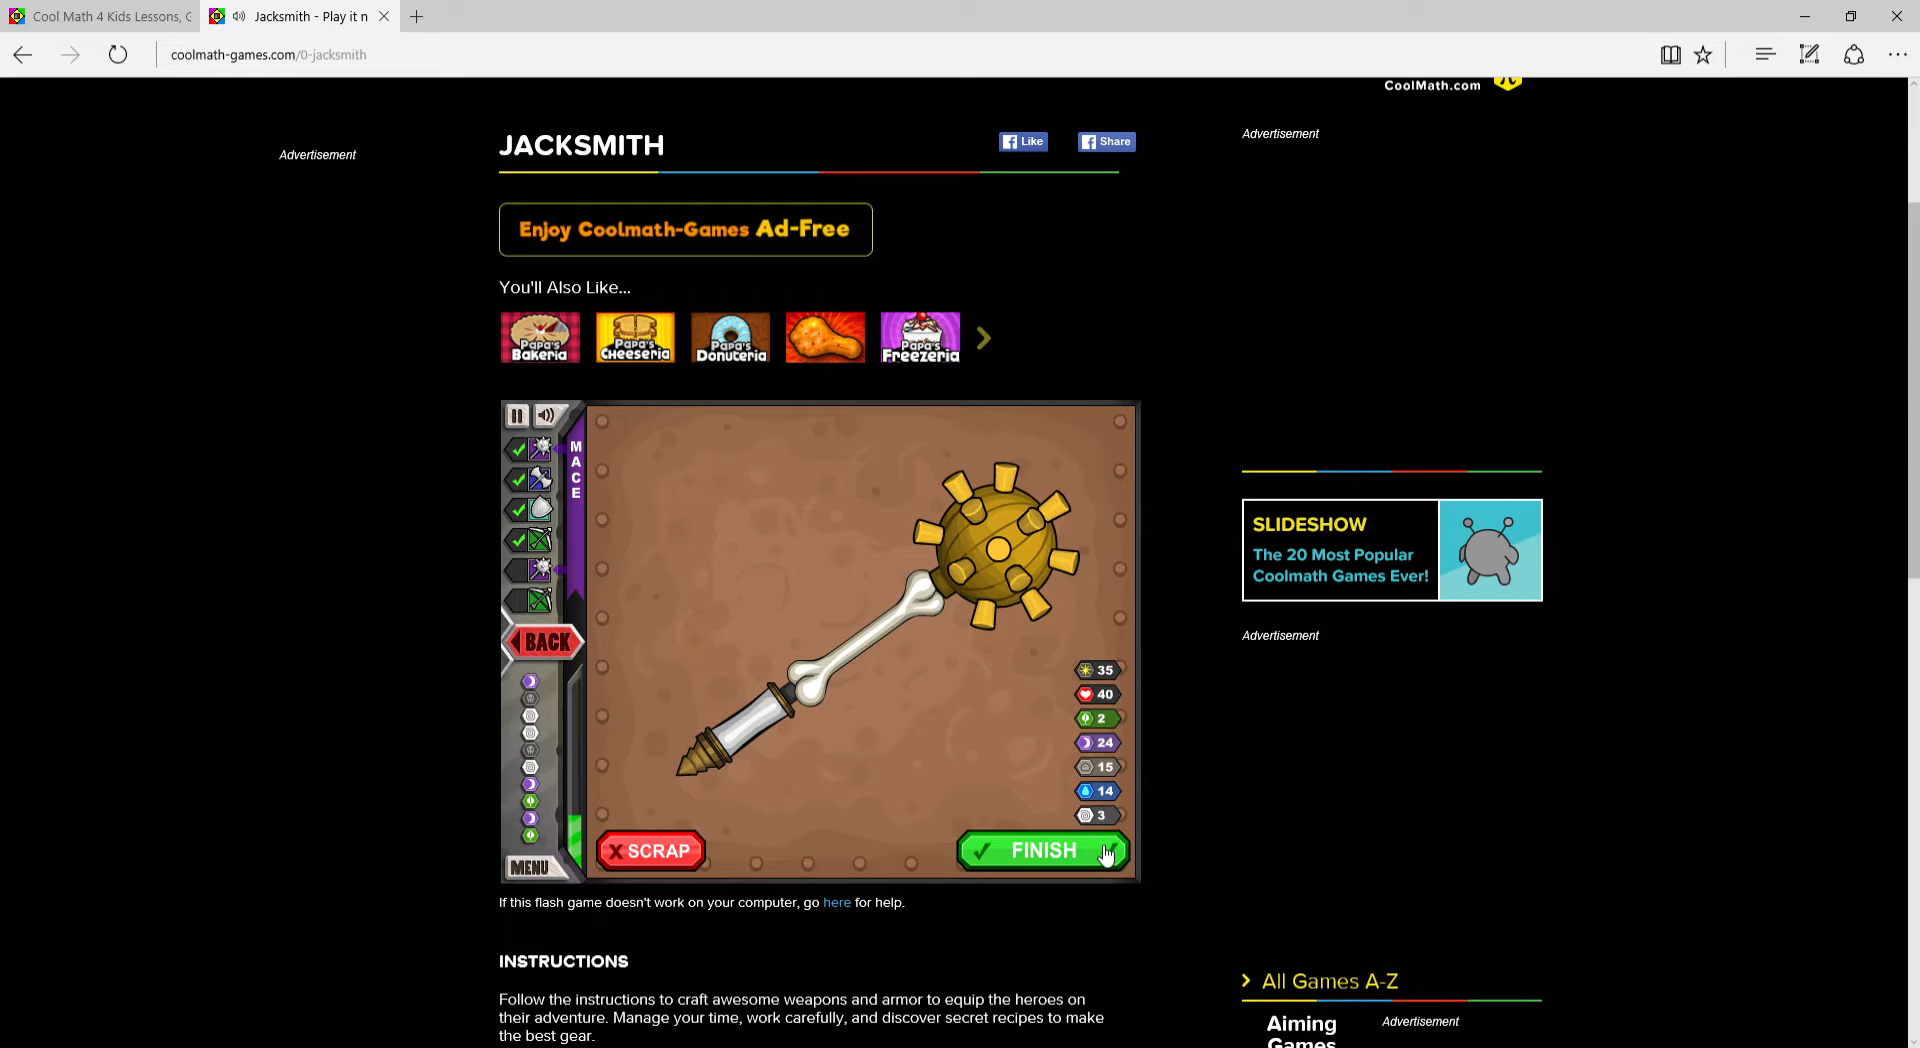 Cool Math 4 Kids Lessons, G
Jacksmith - Play it n
coolmath-games.com/0-jacksmith
CoolMath.com
Advertisement
JACKSMITH
Like
Share
Advertisement
Enjoy Coolmath-Games Ad-Free
You'll Also Like...
Papa's Bakeria
Papa's Cheeseria
Papa's Donuteria
Papa's Freezeria
MACE
BACK
MENU
35
40
2
24
15
14
3
X SCRAP
FINISH
SLIDESHOW
The 20 Most Popular
Coolmath Games Ever!
Advertisement
If this flash game doesn't work on your computer, go here for help.
INSTRUCTIONS
Follow the instructions to craft awesome weapons and armor to equip the heroes on
their adventure. Manage your time, work carefully, and discover secret recipes to make
the best gear.
All Games A-Z
Aiming
Games
Advertisement